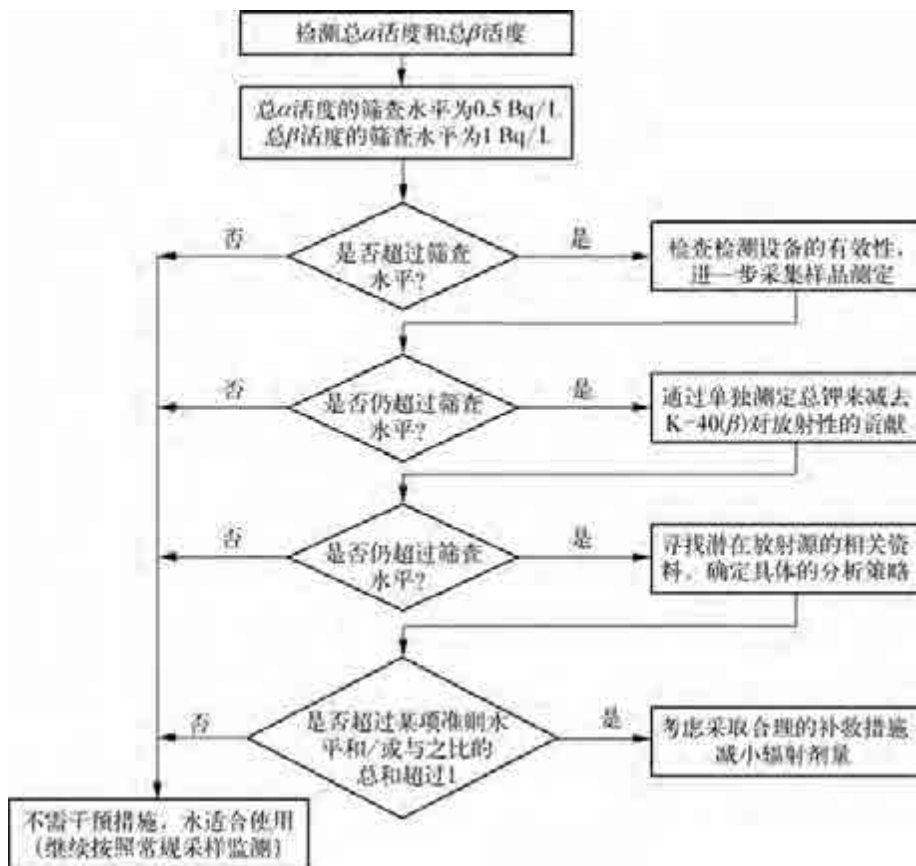 检测总α活度和总β活度
总α活度的筛查水平为0.5 Bq/L
总β活度的筛查水平为1 Bq/L
否
是否超过筛查
水平?
是
检查检测设备的有效性,
进一步采集样品测定
否
是否仍超过筛查
水平?
是
通过单独测定总钾来减去
K-40(β)对放射性的贡献
否
是否仍超过筛查
水平?
是
寻找潜在放射源的相关资
料, 确定具体的分析策略
否
是否超过某项准则水
平和/或与之比的
总和超过1
是
考虑采取合理的补救措施
减小辐射剂量
不需干预措施, 水适合使用
(继续按照常规采样监测)